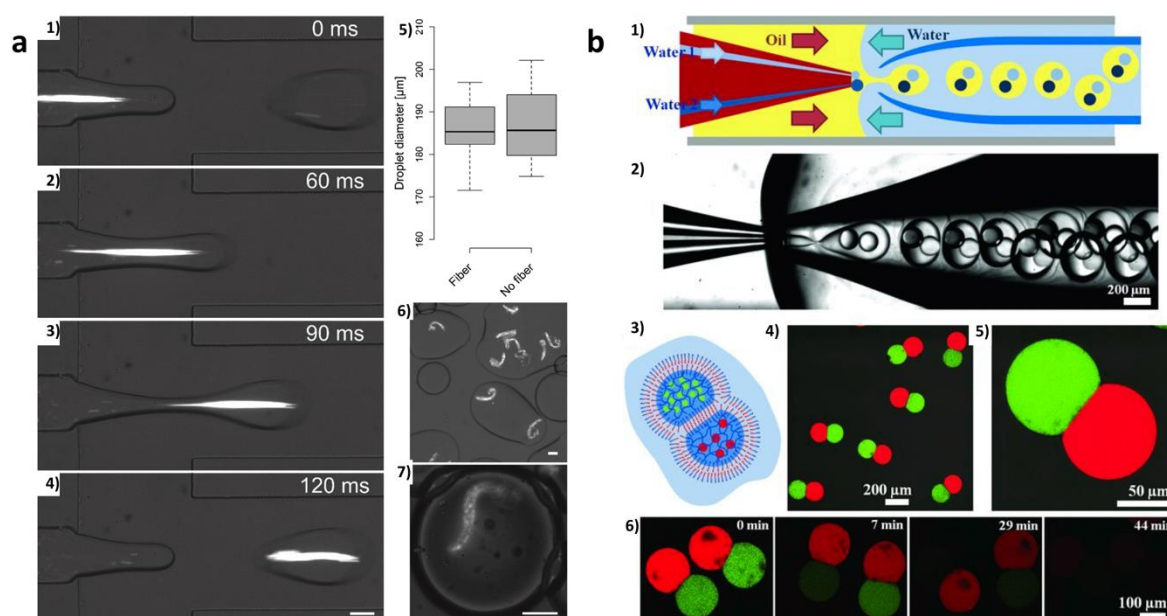 a
1)
0 ms
2)
60 ms
3)
90 ms
4)
120 ms
5)
Droplet diameter [µm]
210
200
190
180
170
160
Fiber
No fiber
6)
7)
b
1)
Oil
Water
Water 1
Water 2
2)
200 µm
3)
4)
200 µm
5)
50 µm
6)
0 min
7 min
29 min
44 min
100 µm